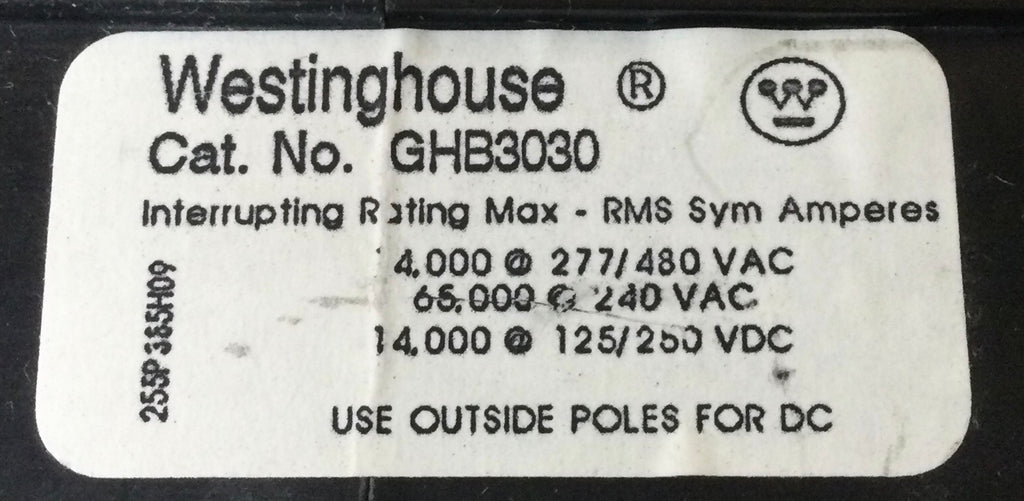 Westinghouse ®
Cat. No. GHB3030
Interrupting Rating Max - RMS Sym Amperes
14,000 @ 277/480 VAC
65,000 @ 240 VAC
14,000 @ 125/250 VDC
255P385H09
USE OUTSIDE POLES FOR DC